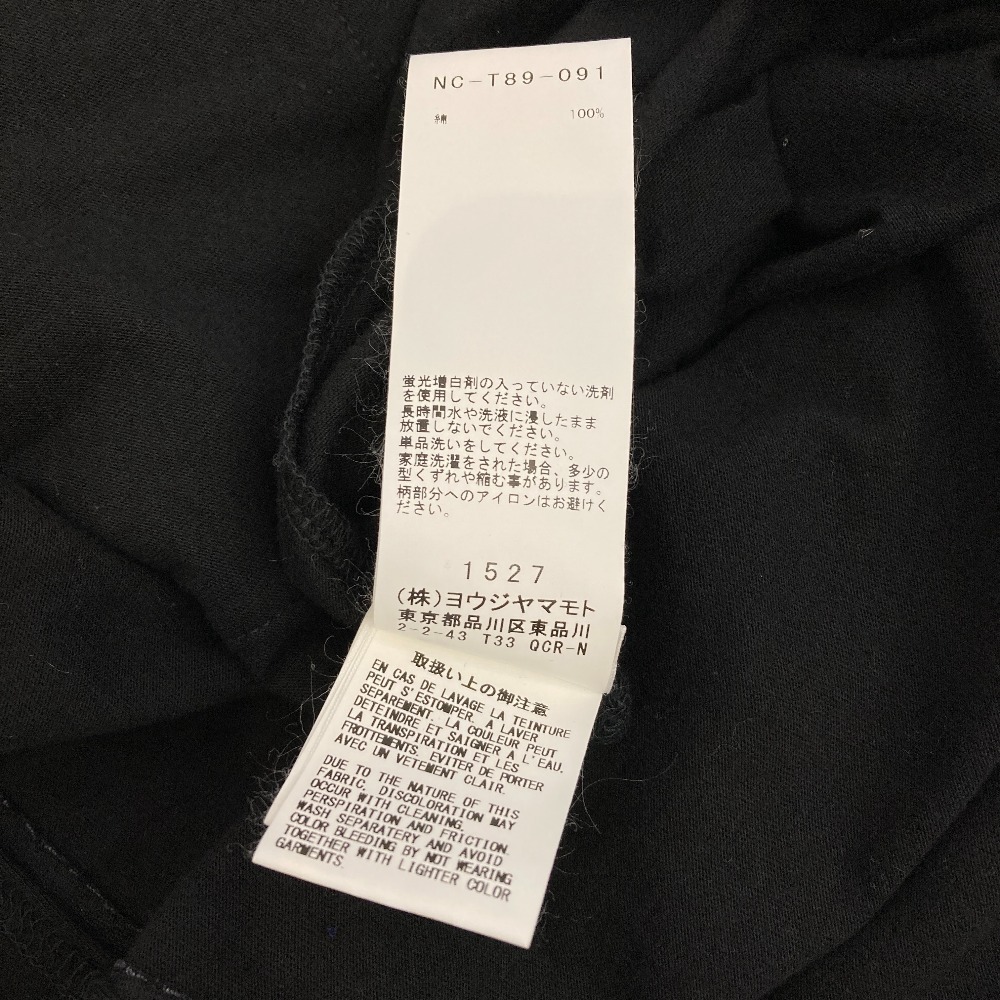 NC-T89-091
綿 100%
蛍光増白剤の入っていない洗剤
を使用してください。
長時間水や洗液に浸したまま
放置しないでください。
単品洗いをしてください。
家庭洗濯をされた場合、多少の
型くずれや縮む事があります。
柄部分へのアイロンはお避けく
ださい。
1527
(株)ヨウジヤマモト
東京都品川区東品川
2-2-43 T33 QCR-N
取扱い上の御注意
EN CAS DE LAVAGE LA TEINTURE
PEUT S'ESTOMPER. A LAVER
SEPAREMENT. LA COULEUR PEUT
DETEINDRE ET SAIGNER A L'EAU.
LA TRANSPIRATION ET LES
FROTTEMENTS. EVITER DE PORTER
AVEC UN VETEMENT CLAIR.
DUE TO THE NATURE OF THIS
FABRIC, DISCOLORATION MAY
OCCUR WITH CLEANING.
PERSPIRATION AND FRICTION.
WASH SEPARATERY AND AVOID
COLOR BLEEDING BY NOT WEARING
TOGETHER WITH LIGHTER COLOR
GARMENTS.